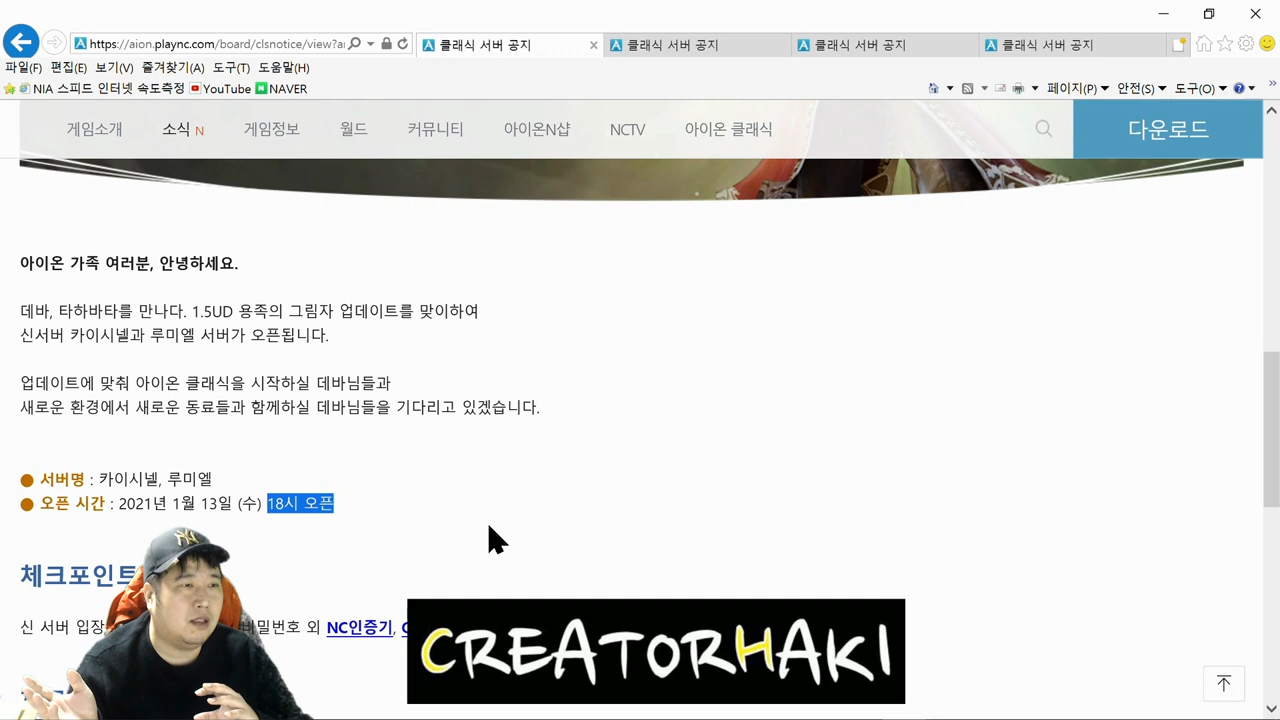 https://aion.plaync.com/board/clsnotice/view?a
클래식 서버 공지
클래식 서버 공지
클래식 서버 공지
클래식 서버 공지
파일(F) 편집(E) 보기(V) 즐겨찾기(A) 도구(T) 도움말(H)
NIA 스피드 인터넷 속도측정 YouTube NAVER
페이지(P) 안전(S) 도구(O)
게임소개 소식 N 게임정보 월드 커뮤니티 아이온N샵 NCTV 아이온 클래식
다운로드
아이온 가족 여러분, 안녕하세요.
데바, 타하바타를 만나다. 1.5UD 용족의 그림자 업데이트를 맞이하여
신서버 카이시넬과 루미엘 서버가 오픈됩니다.
업데이트에 맞춰 아이온 클래식을 시작하실 데바님들과
새로운 환경에서 새로운 동료들과 함께하실 데바님들을 기다리고 있겠습니다.
● 서버명 : 카이시넬, 루미엘
● 오픈 시간 : 2021년 1월 13일 (수) 18시 오픈
NY
체크포인트
신 서버 입장 비밀번호 외 NC인증기,
CREATORHAKI